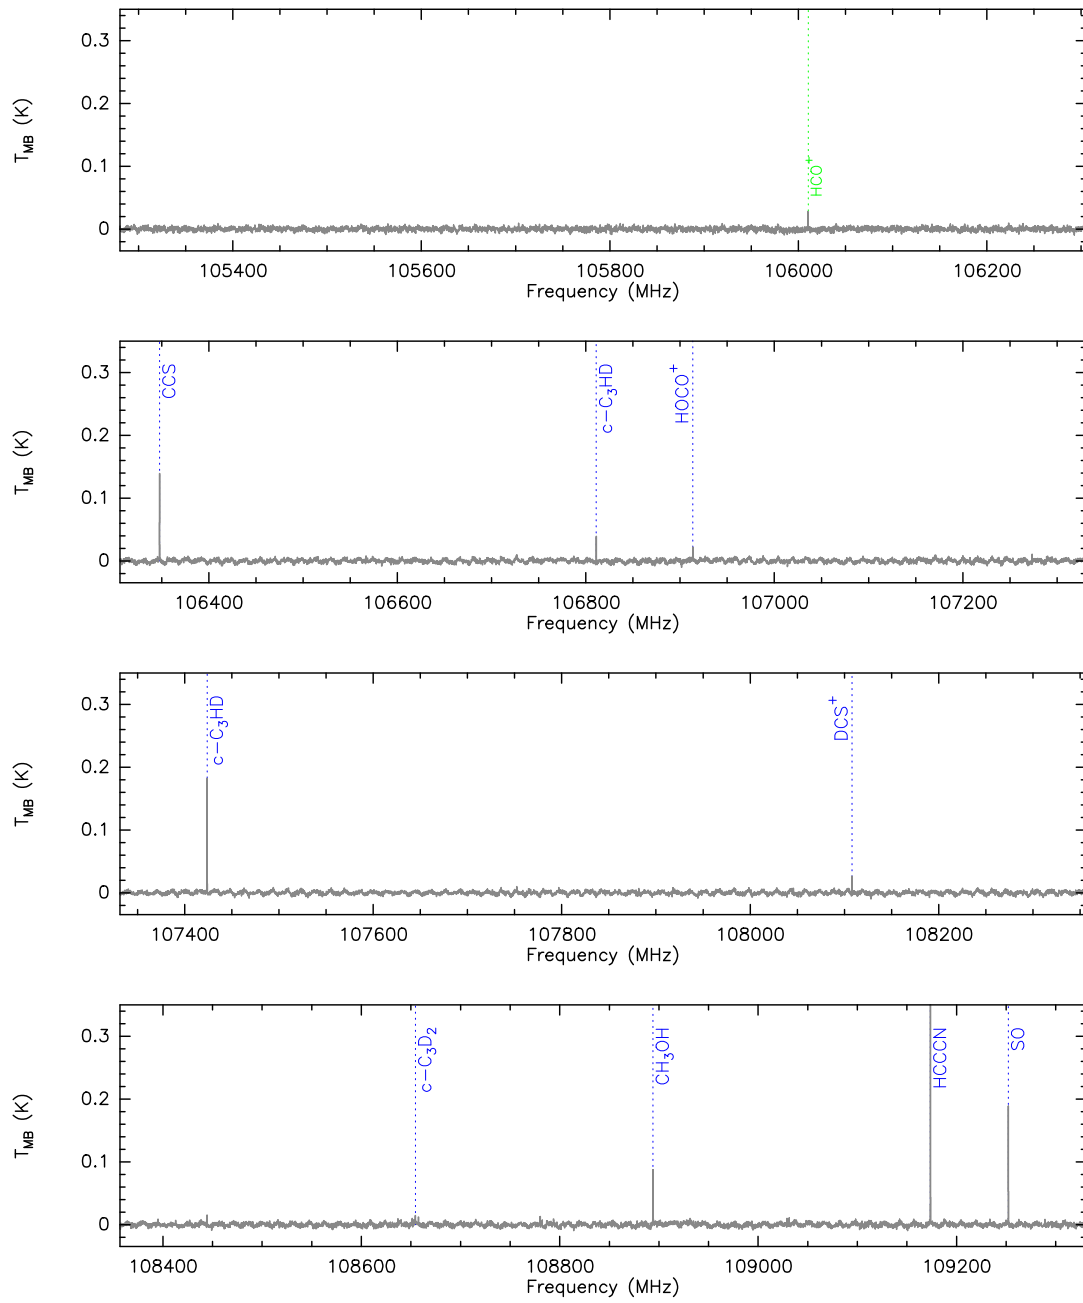 0.3
0.2
0.1
0
T_MB (K)
HCO⁺
105400 105600 105800 106000 106200
Frequency (MHz)
0.3
0.2
0.1
0
T_MB (K)
CCS
c−C₃HD
HOCO⁺
106400 106600 106800 107000 107200
Frequency (MHz)
0.3
0.2
0.1
0
T_MB (K)
c−C₃HD
DCS⁺
107400 107600 107800 108000 108200
Frequency (MHz)
0.3
0.2
0.1
0
T_MB (K)
c−C₃D₂
CH₃OH
HCCCN
SO
108400 108600 108800 109000 109200
Frequency (MHz)